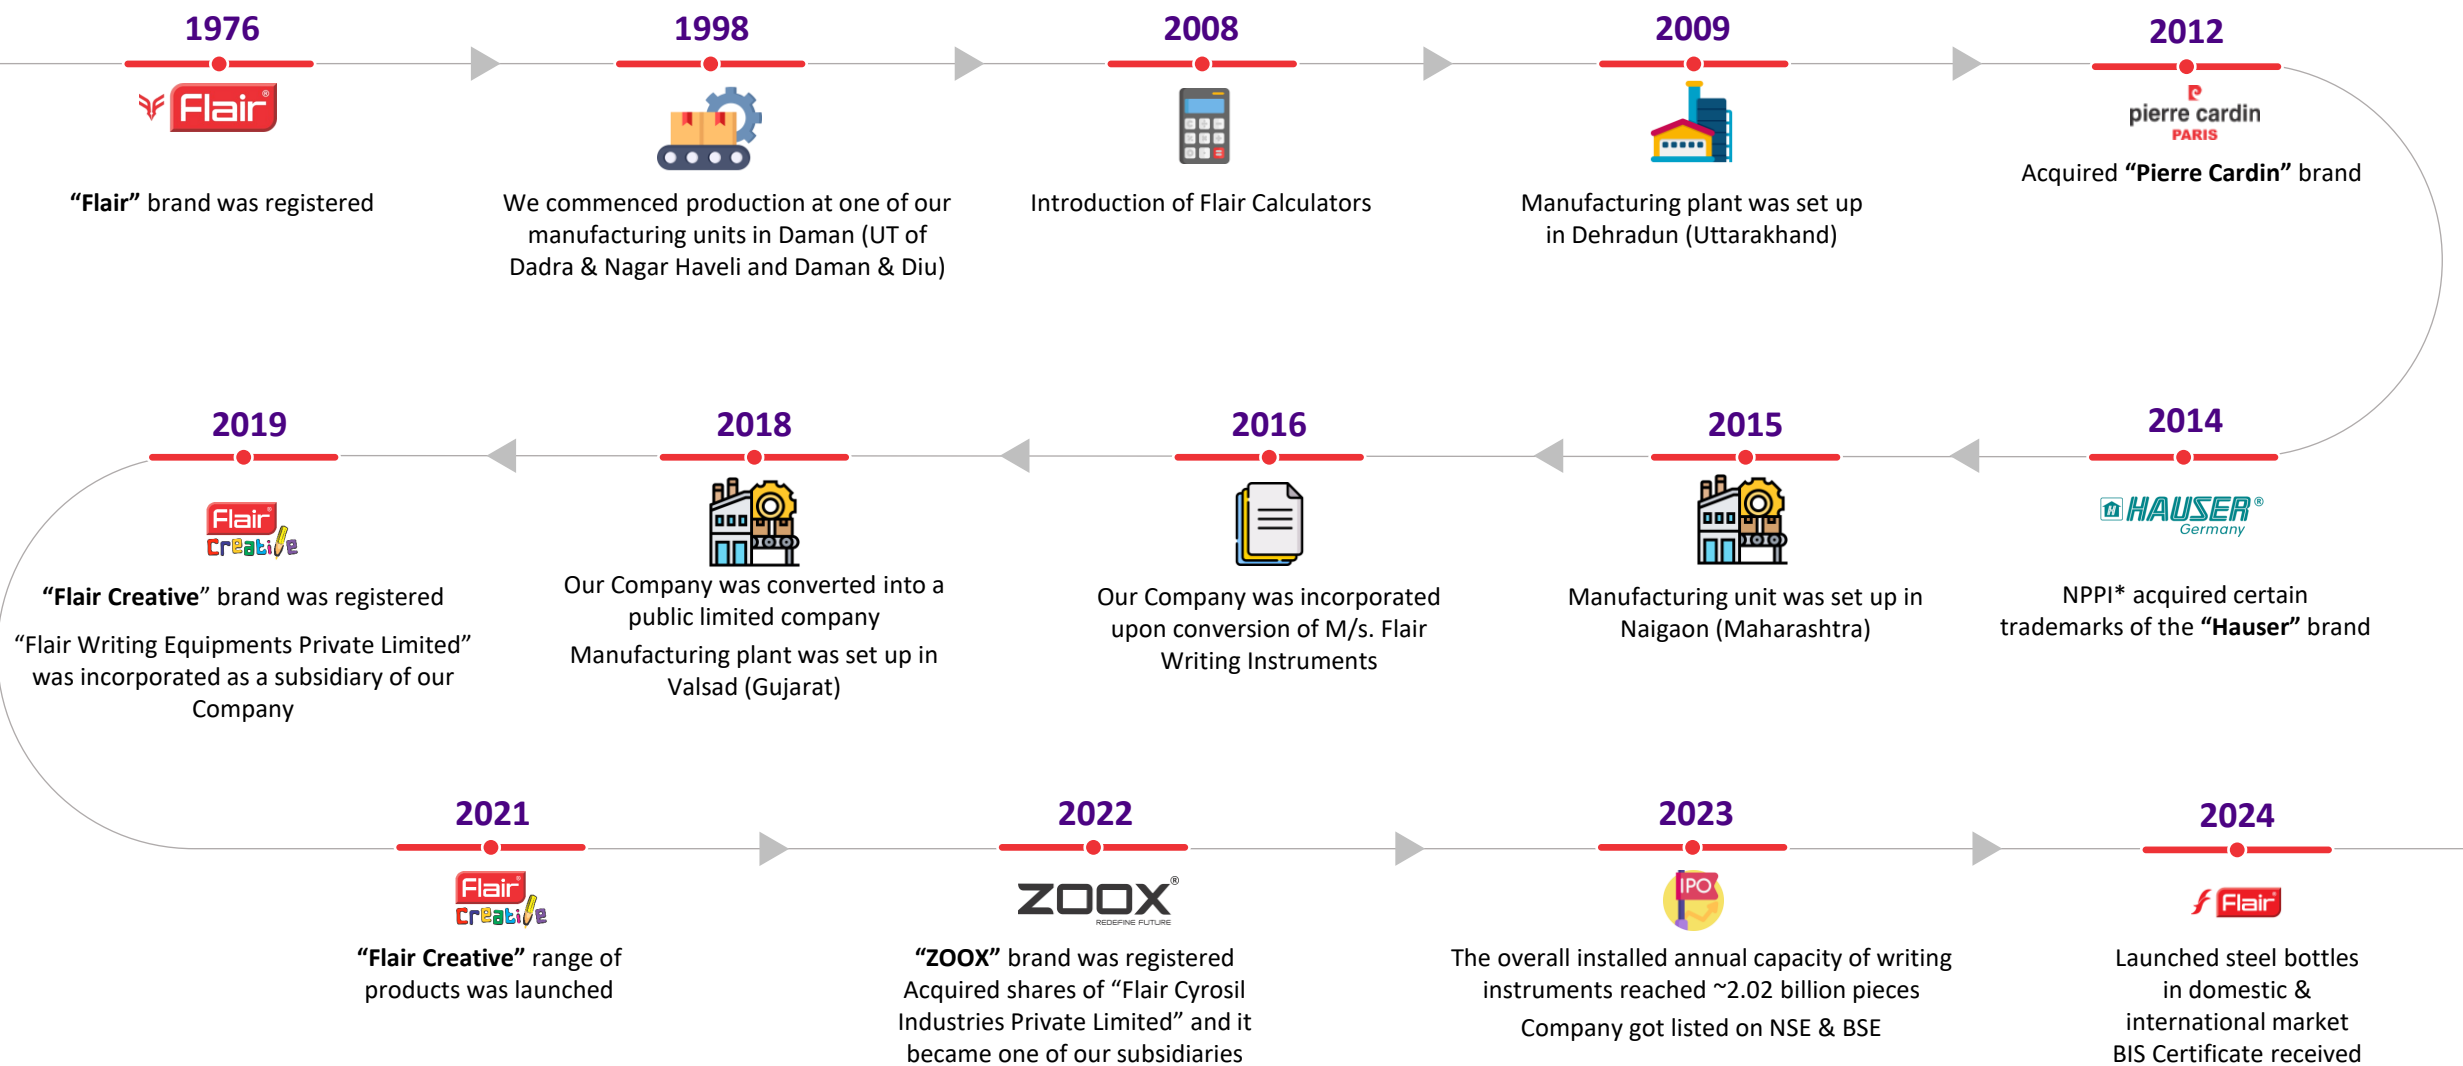 1976
Flair®
“Flair” brand was registered
1998
We commenced production at one of our
manufacturing units in Daman (UT of
Dadra & Nagar Haveli and Daman & Diu)
2008
Introduction of Flair Calculators
2009
Manufacturing plant was set up
in Dehradun (Uttarakhand)
2012
pierre cardin
PARIS
Acquired “Pierre Cardin” brand
2014
H HAUSER®
Germany
NPPI* acquired certain
trademarks of the “Hauser” brand
2015
Manufacturing unit was set up in
Naigaon (Maharashtra)
2016
Our Company was incorporated
upon conversion of M/s. Flair
Writing Instruments
2018
Our Company was converted into a
public limited company
Manufacturing plant was set up in
Valsad (Gujarat)
2019
Flair®
Creative
“Flair Creative” brand was registered
“Flair Writing Equipments Private Limited”
was incorporated as a subsidiary of our
Company
2021
Flair®
Creative
“Flair Creative” range of
products was launched
2022
ZOOX®
REDEFINE FUTURE
“ZOOX” brand was registered
Acquired shares of “Flair Cyrosil
Industries Private Limited” and it
became one of our subsidiaries
2023
IPO
The overall installed annual capacity of writing
instruments reached ~2.02 billion pieces
Company got listed on NSE & BSE
2024
Flair
Launched steel bottles
in domestic &
international market
BIS Certificate received